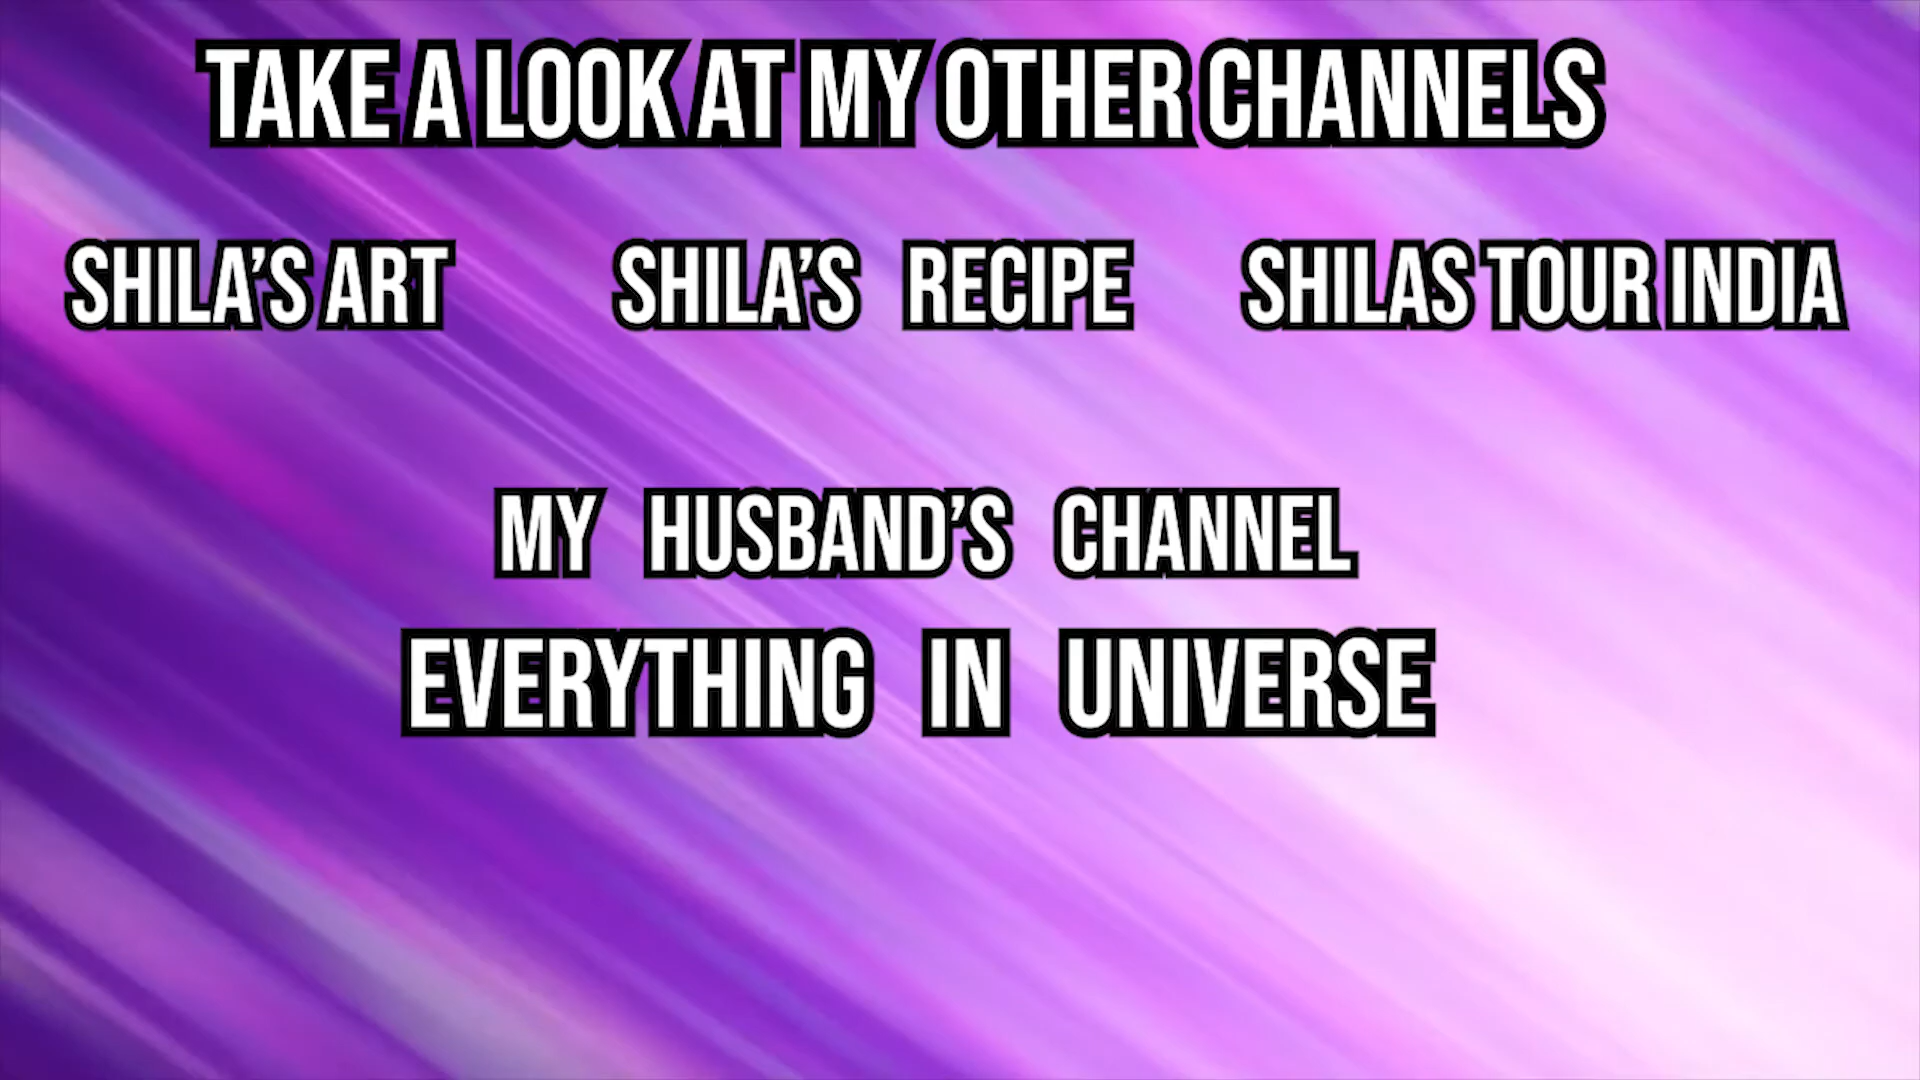 TAKE A LOOK AT MY OTHER CHANNELS
SHILA’S ART SHILA’S RECIPE SHILAS TOUR INDIA
MY HUSBAND’S CHANNEL
EVERYTHING IN UNIVERSE